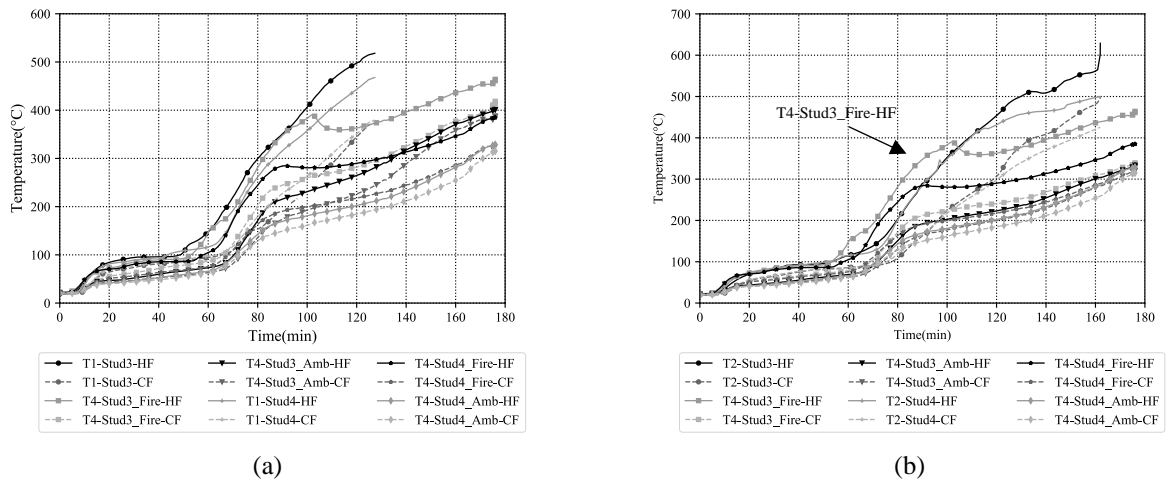 600
500
400
300
200
100
0
Temperature(°C)
0 20 40 60 80 100 120 140 160 180
Time(min)
T1-Stud3-HF T4-Stud3_Amb-HF T4-Stud4_Fire-HF
T1-Stud3-CF T4-Stud3_Amb-CF T4-Stud4_Fire-CF
T4-Stud3_Fire-HF T1-Stud4-HF T4-Stud4_Amb-HF
T4-Stud3_Fire-CF T1-Stud4-CF T4-Stud4_Amb-CF
(a)
700
600
500
400
300
200
100
0
Temperature(°C)
T4-Stud3_Fire-HF
0 20 40 60 80 100 120 140 160 180
Time(min)
T2-Stud3-HF T4-Stud3_Amb-HF T4-Stud4_Fire-HF
T2-Stud3-CF T4-Stud3_Amb-CF T4-Stud4_Fire-CF
T4-Stud3_Fire-HF T2-Stud4-HF T4-Stud4_Amb-HF
T4-Stud3_Fire-CF T2-Stud4-CF T4-Stud4_Amb-CF
(b)